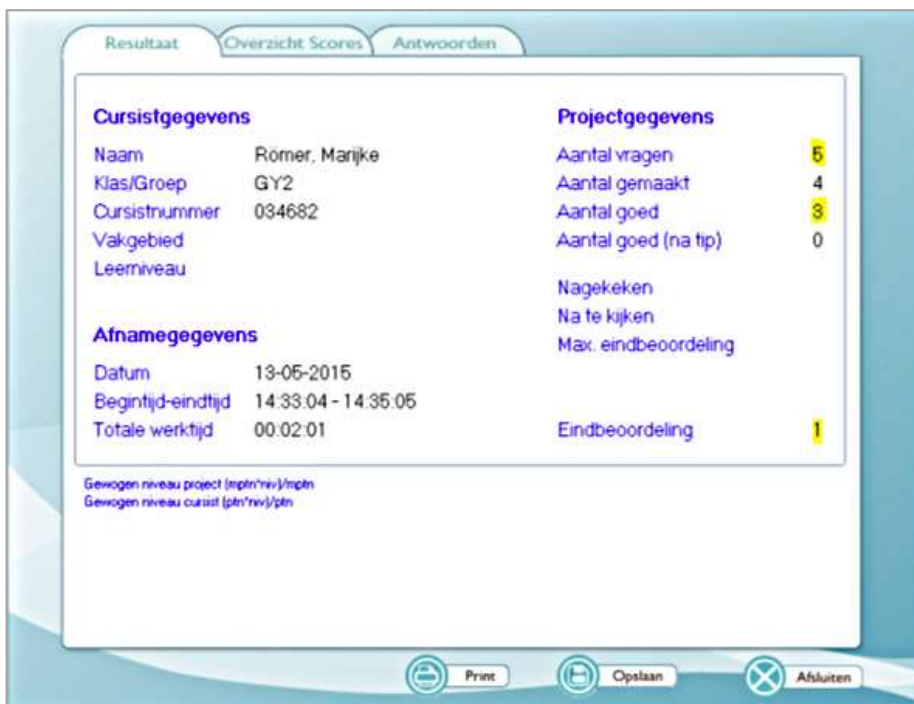 Resultaat Overzicht Scores Antwoorden
Cursistgegevens
Naam Römer, Marijke
Klas/Groep GY2
Cursistnummer 034682
Vakgebied
Leerniveau
Afnamegegevens
Datum 13-05-2015
Begintijd-eindtijd 14:33:04 - 14:35:05
Totale werktijd 00:02:01
Projectgegevens
Aantal vragen 5
Aantal gemaakt 4
Aantal goed 3
Aantal goed (na tip) 0
Nagekeken
Na te kijken
Max. eindbeoordeling
Eindbeoordeling 1
Gewogen niveau project (mptn*niv)/mptn
Gewogen niveau cursist (ptn*niv)/ptn
Print Opslaan Afsluiten